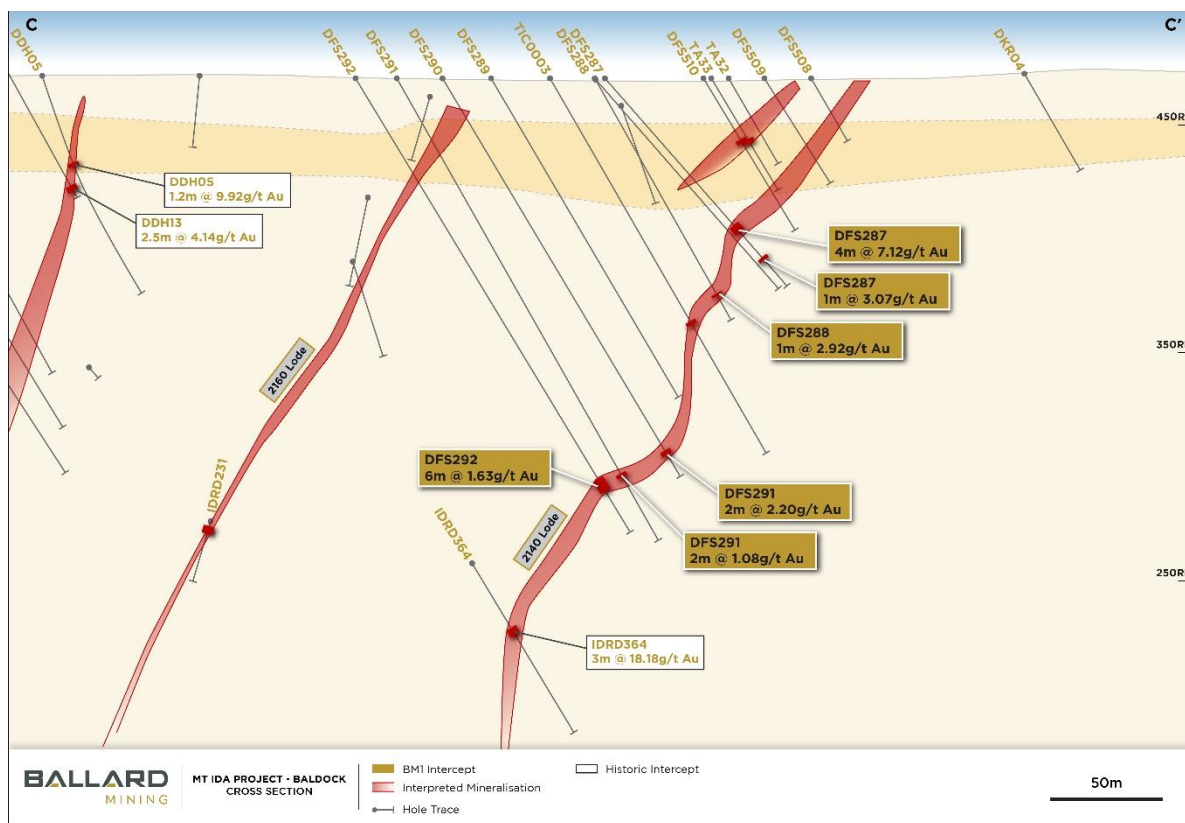 C
C'
DDH05
DFS292
DFS291
DFS290
DFS289
TIC0003
DFS288
DFS287
DFS510
TA33
TA32
DFS509
DFS508
DKR04
450R
DDH05
1.2m @ 9.92g/t Au
DDH13
2.5m @ 4.14g/t Au
DFS287
4m @ 7.12g/t Au
DFS287
1m @ 3.07g/t Au
DFS288
1m @ 2.92g/t Au
350R
2160 Lode
DFS292
6m @ 1.63g/t Au
IDRD231
DFS291
2m @ 2.20g/t Au
DFS291
2m @ 1.08g/t Au
IDRD364
2140 Lode
250R
IDRD364
3m @ 18.18g/t Au
BALLARD
MINING
MT IDA PROJECT - BALDOCK
CROSS SECTION
BM1 Intercept
Interpreted Mineralisation
Hole Trace
Historic Intercept
50m